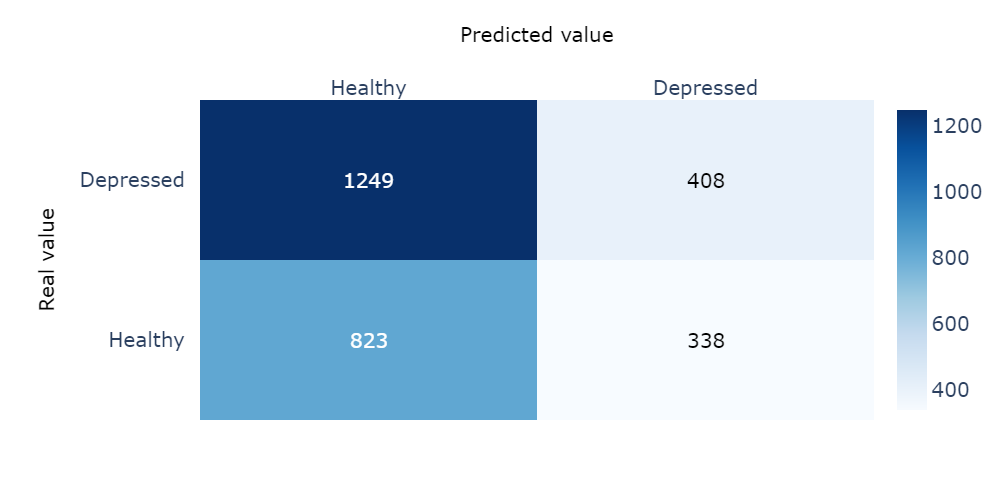 Predicted value
Healthy Depressed
Depressed 1249 408
Healthy 823 338
Real value
1200
1000
800
600
400